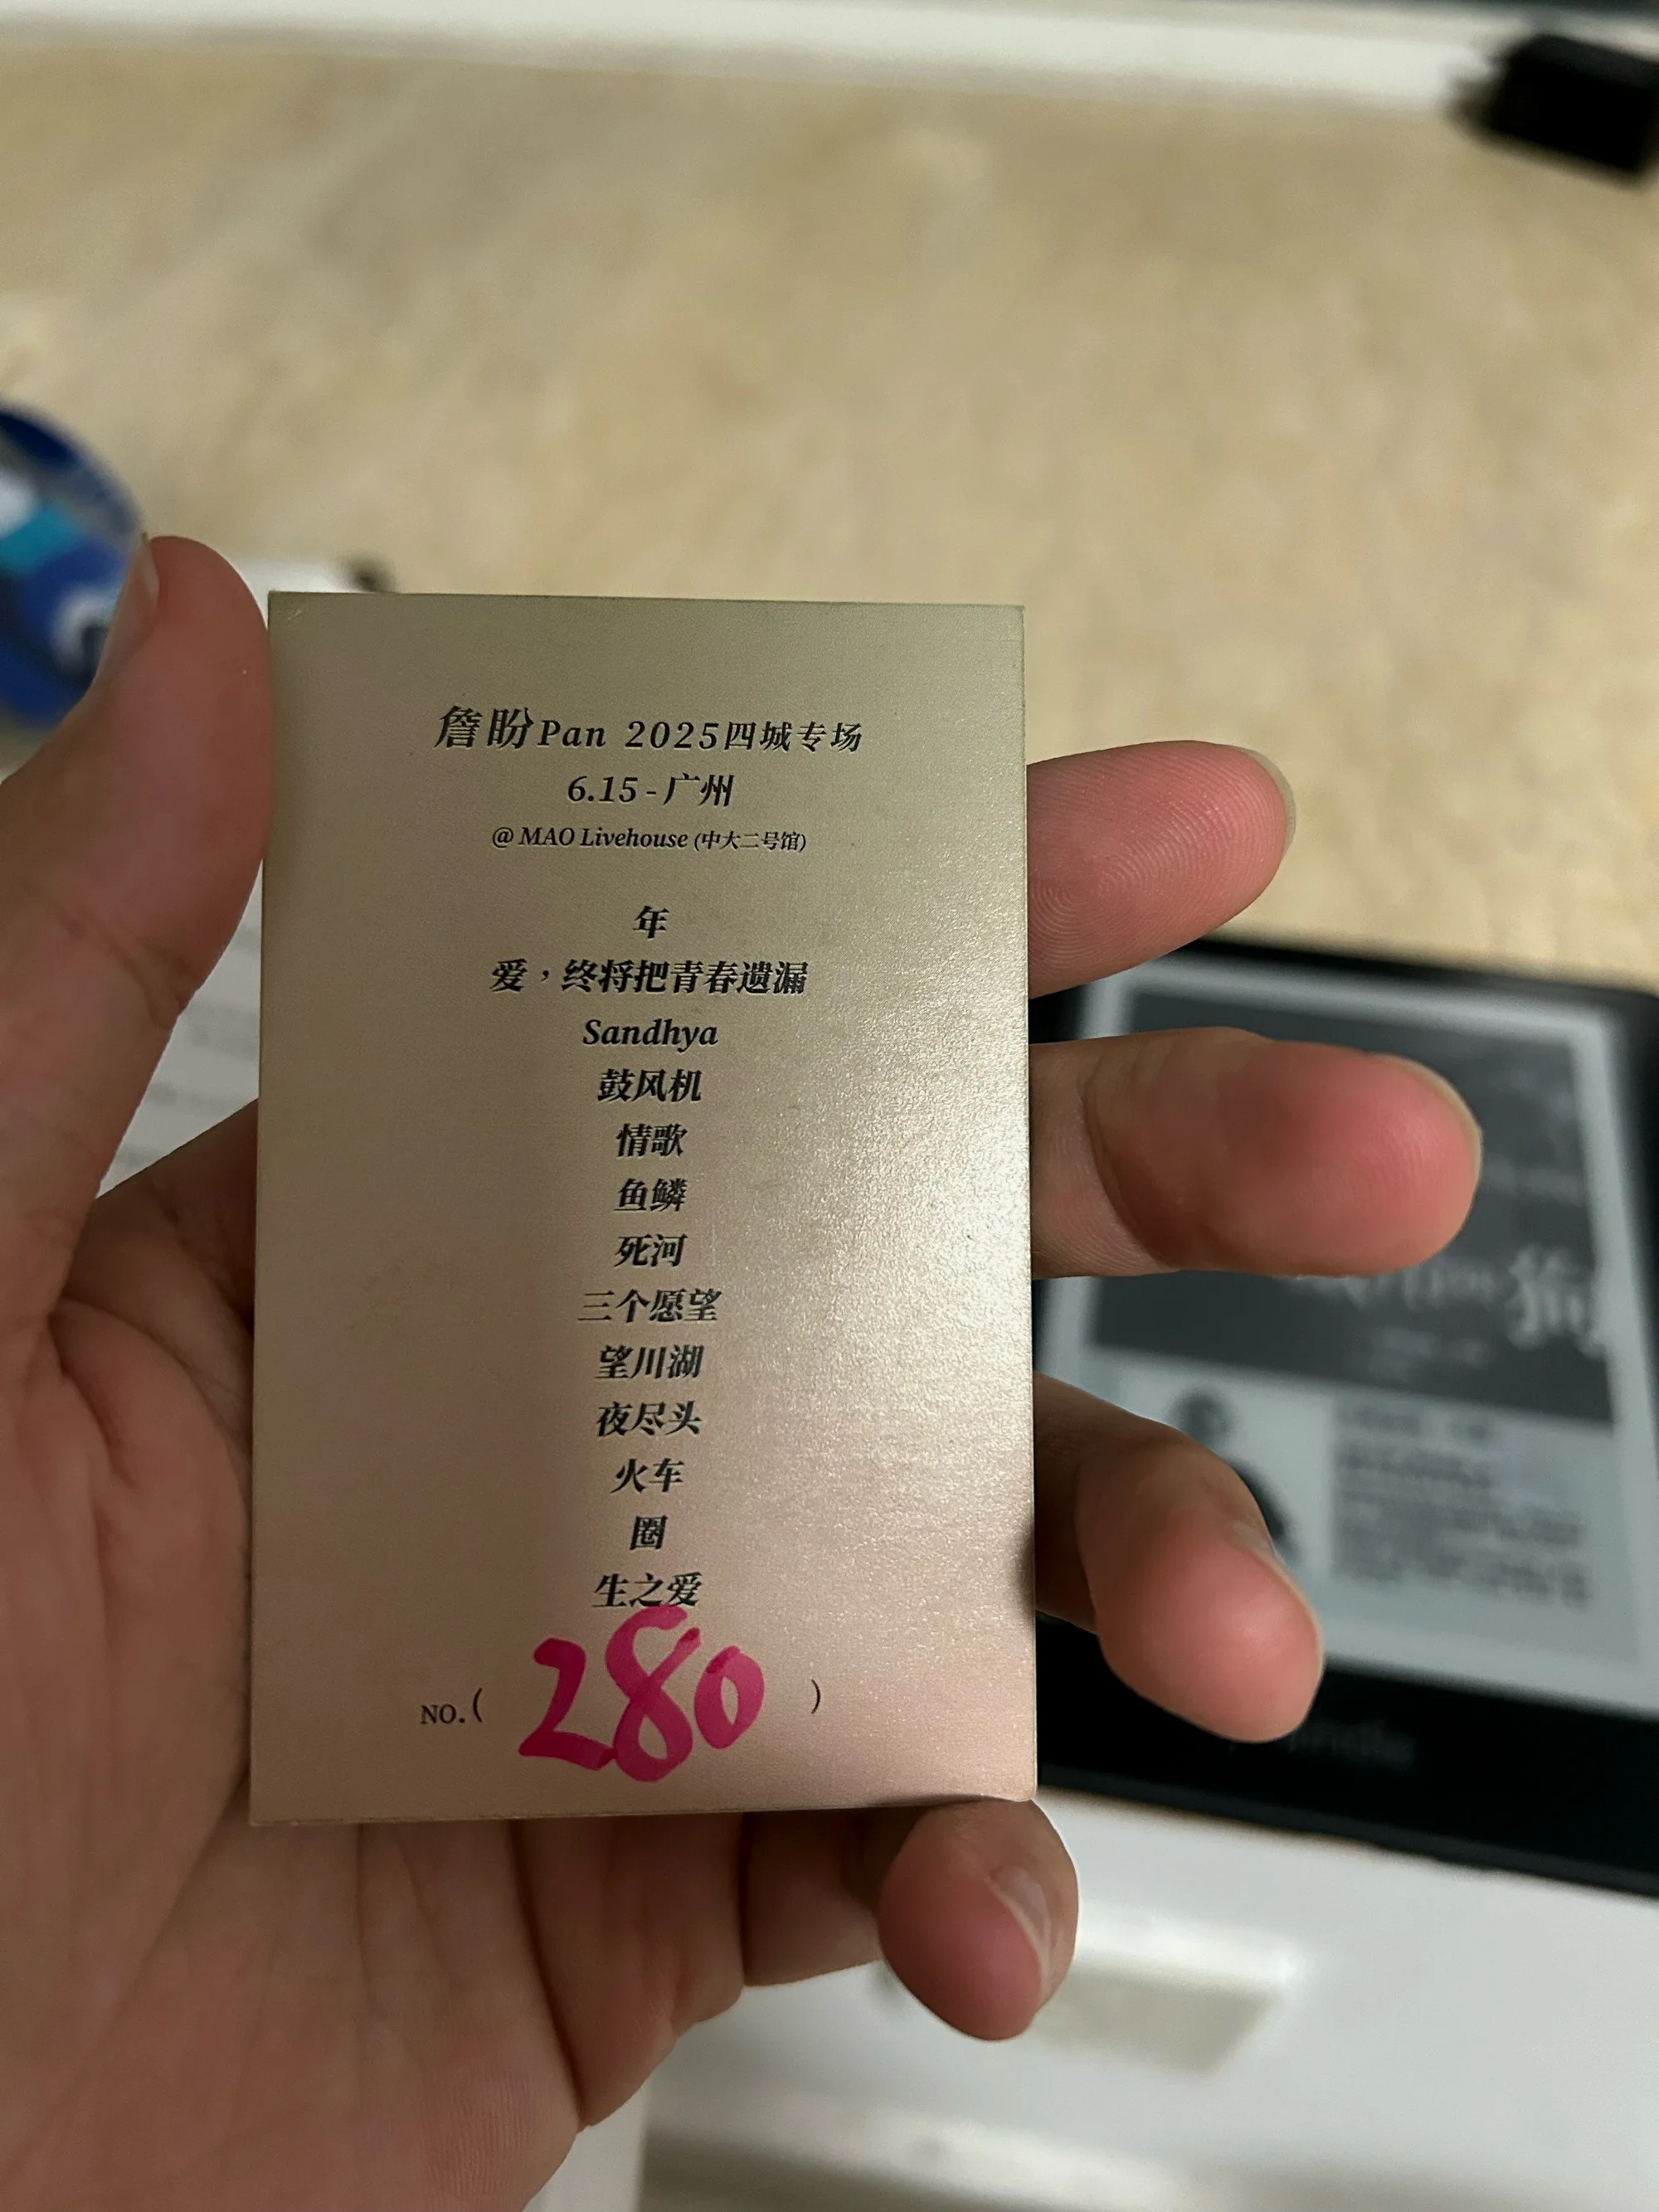 詹盼Pan 2025四城专场
6.15-广州
@ MAO Livehouse (中大二号馆)
年
爱，终将把青春遗漏
Sandhya
鼓风机
情歌
鱼鳞
死河
三个愿望
望川湖
夜尽头
火车
圈
生之爱
NO.( 280 )
狗